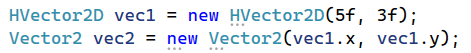 HVector2D vec1 = new HVector2D(5f, 3f);
Vector2 vec2 = new Vector2(vec1.x, vec1.y);